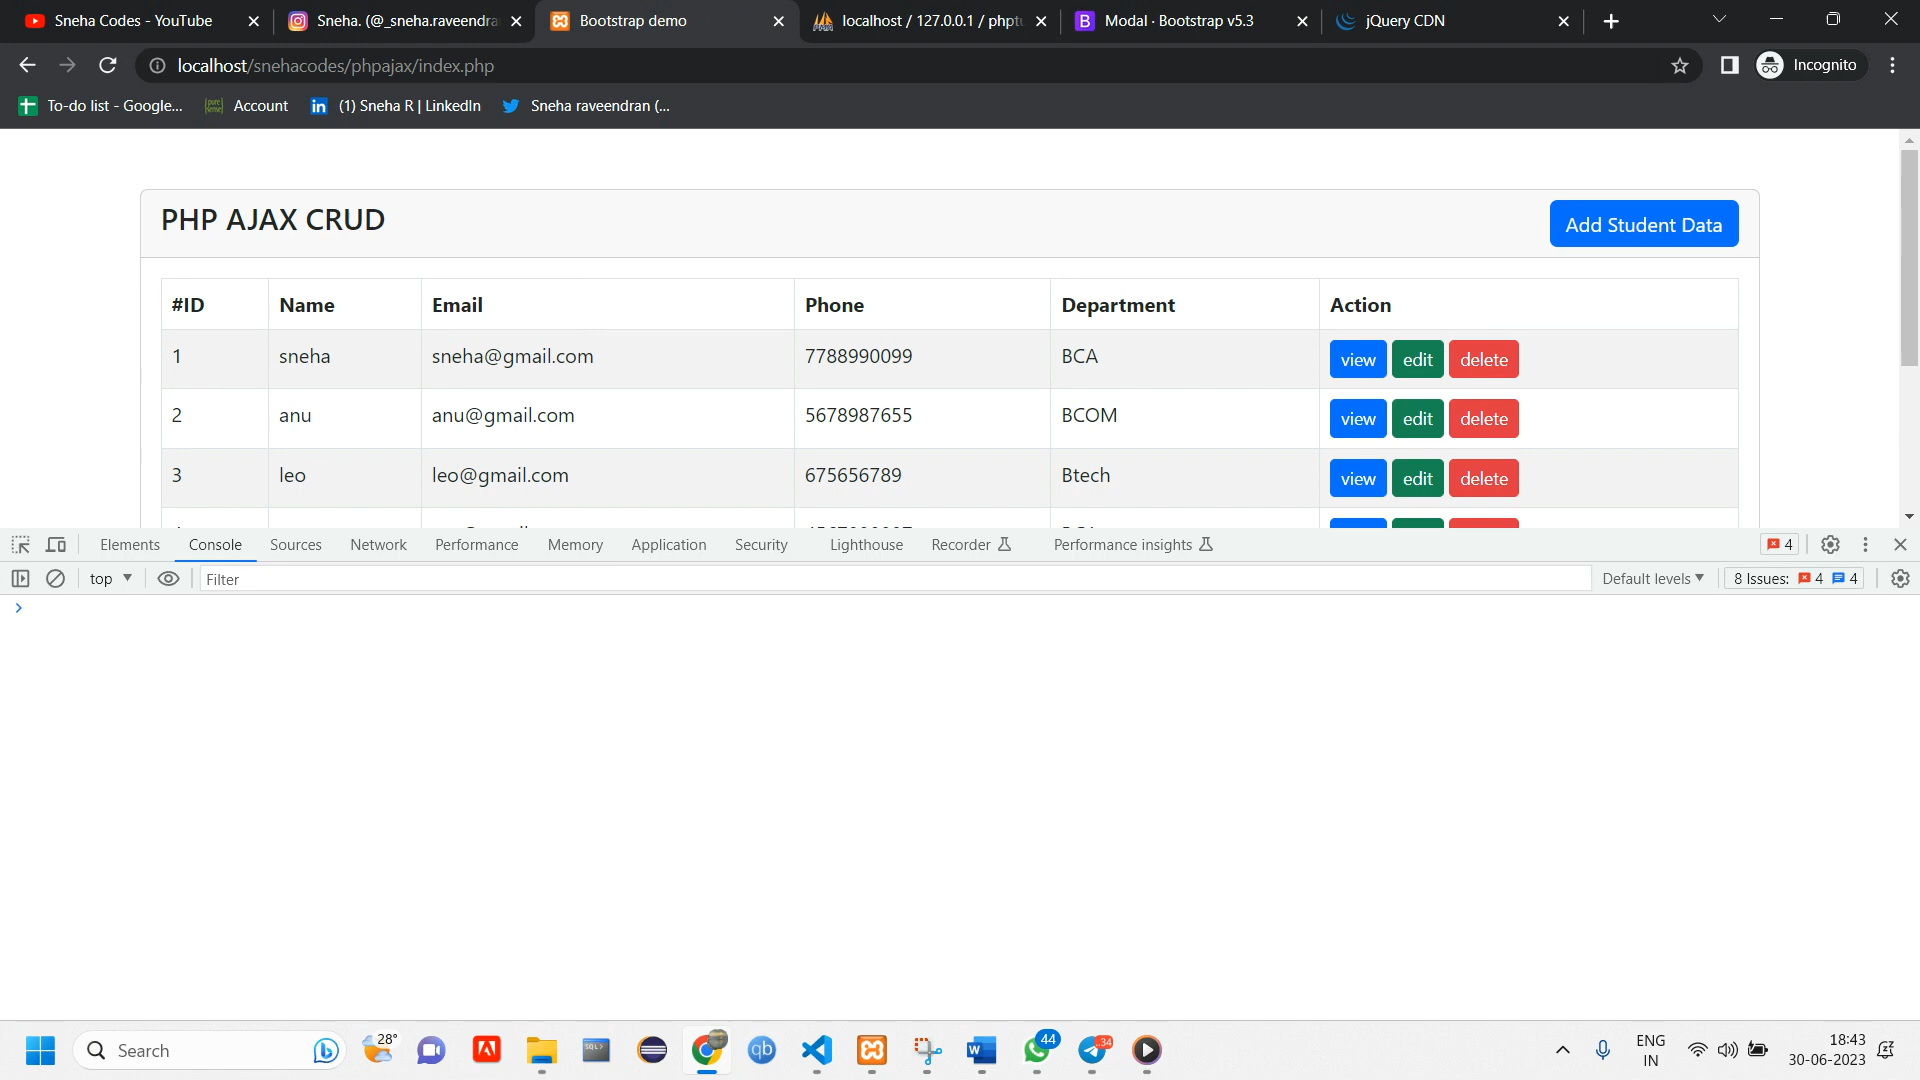 Sneha Codes - YouTube
Sneha. (@_sneha.raveendra
Bootstrap demo
localhost / 127.0.0.1 / phptu
Modal · Bootstrap v5.3
jQuery CDN
localhost/snehacodes/phpajax/index.php
Incognito
To-do list - Google...
Account
(1) Sneha R | LinkedIn
Sneha raveendran (...
PHP AJAX CRUD
Add Student Data
#ID Name Email Phone Department Action
1 sneha sneha@gmail.com 7788990099 BCA view edit delete
2 anu anu@gmail.com 5678987655 BCOM view edit delete
3 leo leo@gmail.com 675656789 Btech view edit delete
Elements Console Sources Network Performance Memory Application Security Lighthouse Recorder Performance insights 4
top Filter Default levels 8 Issues: 4 4
Search
28°
SQL>
qb
44
..34
ENG
IN
18:43
30-06-2023